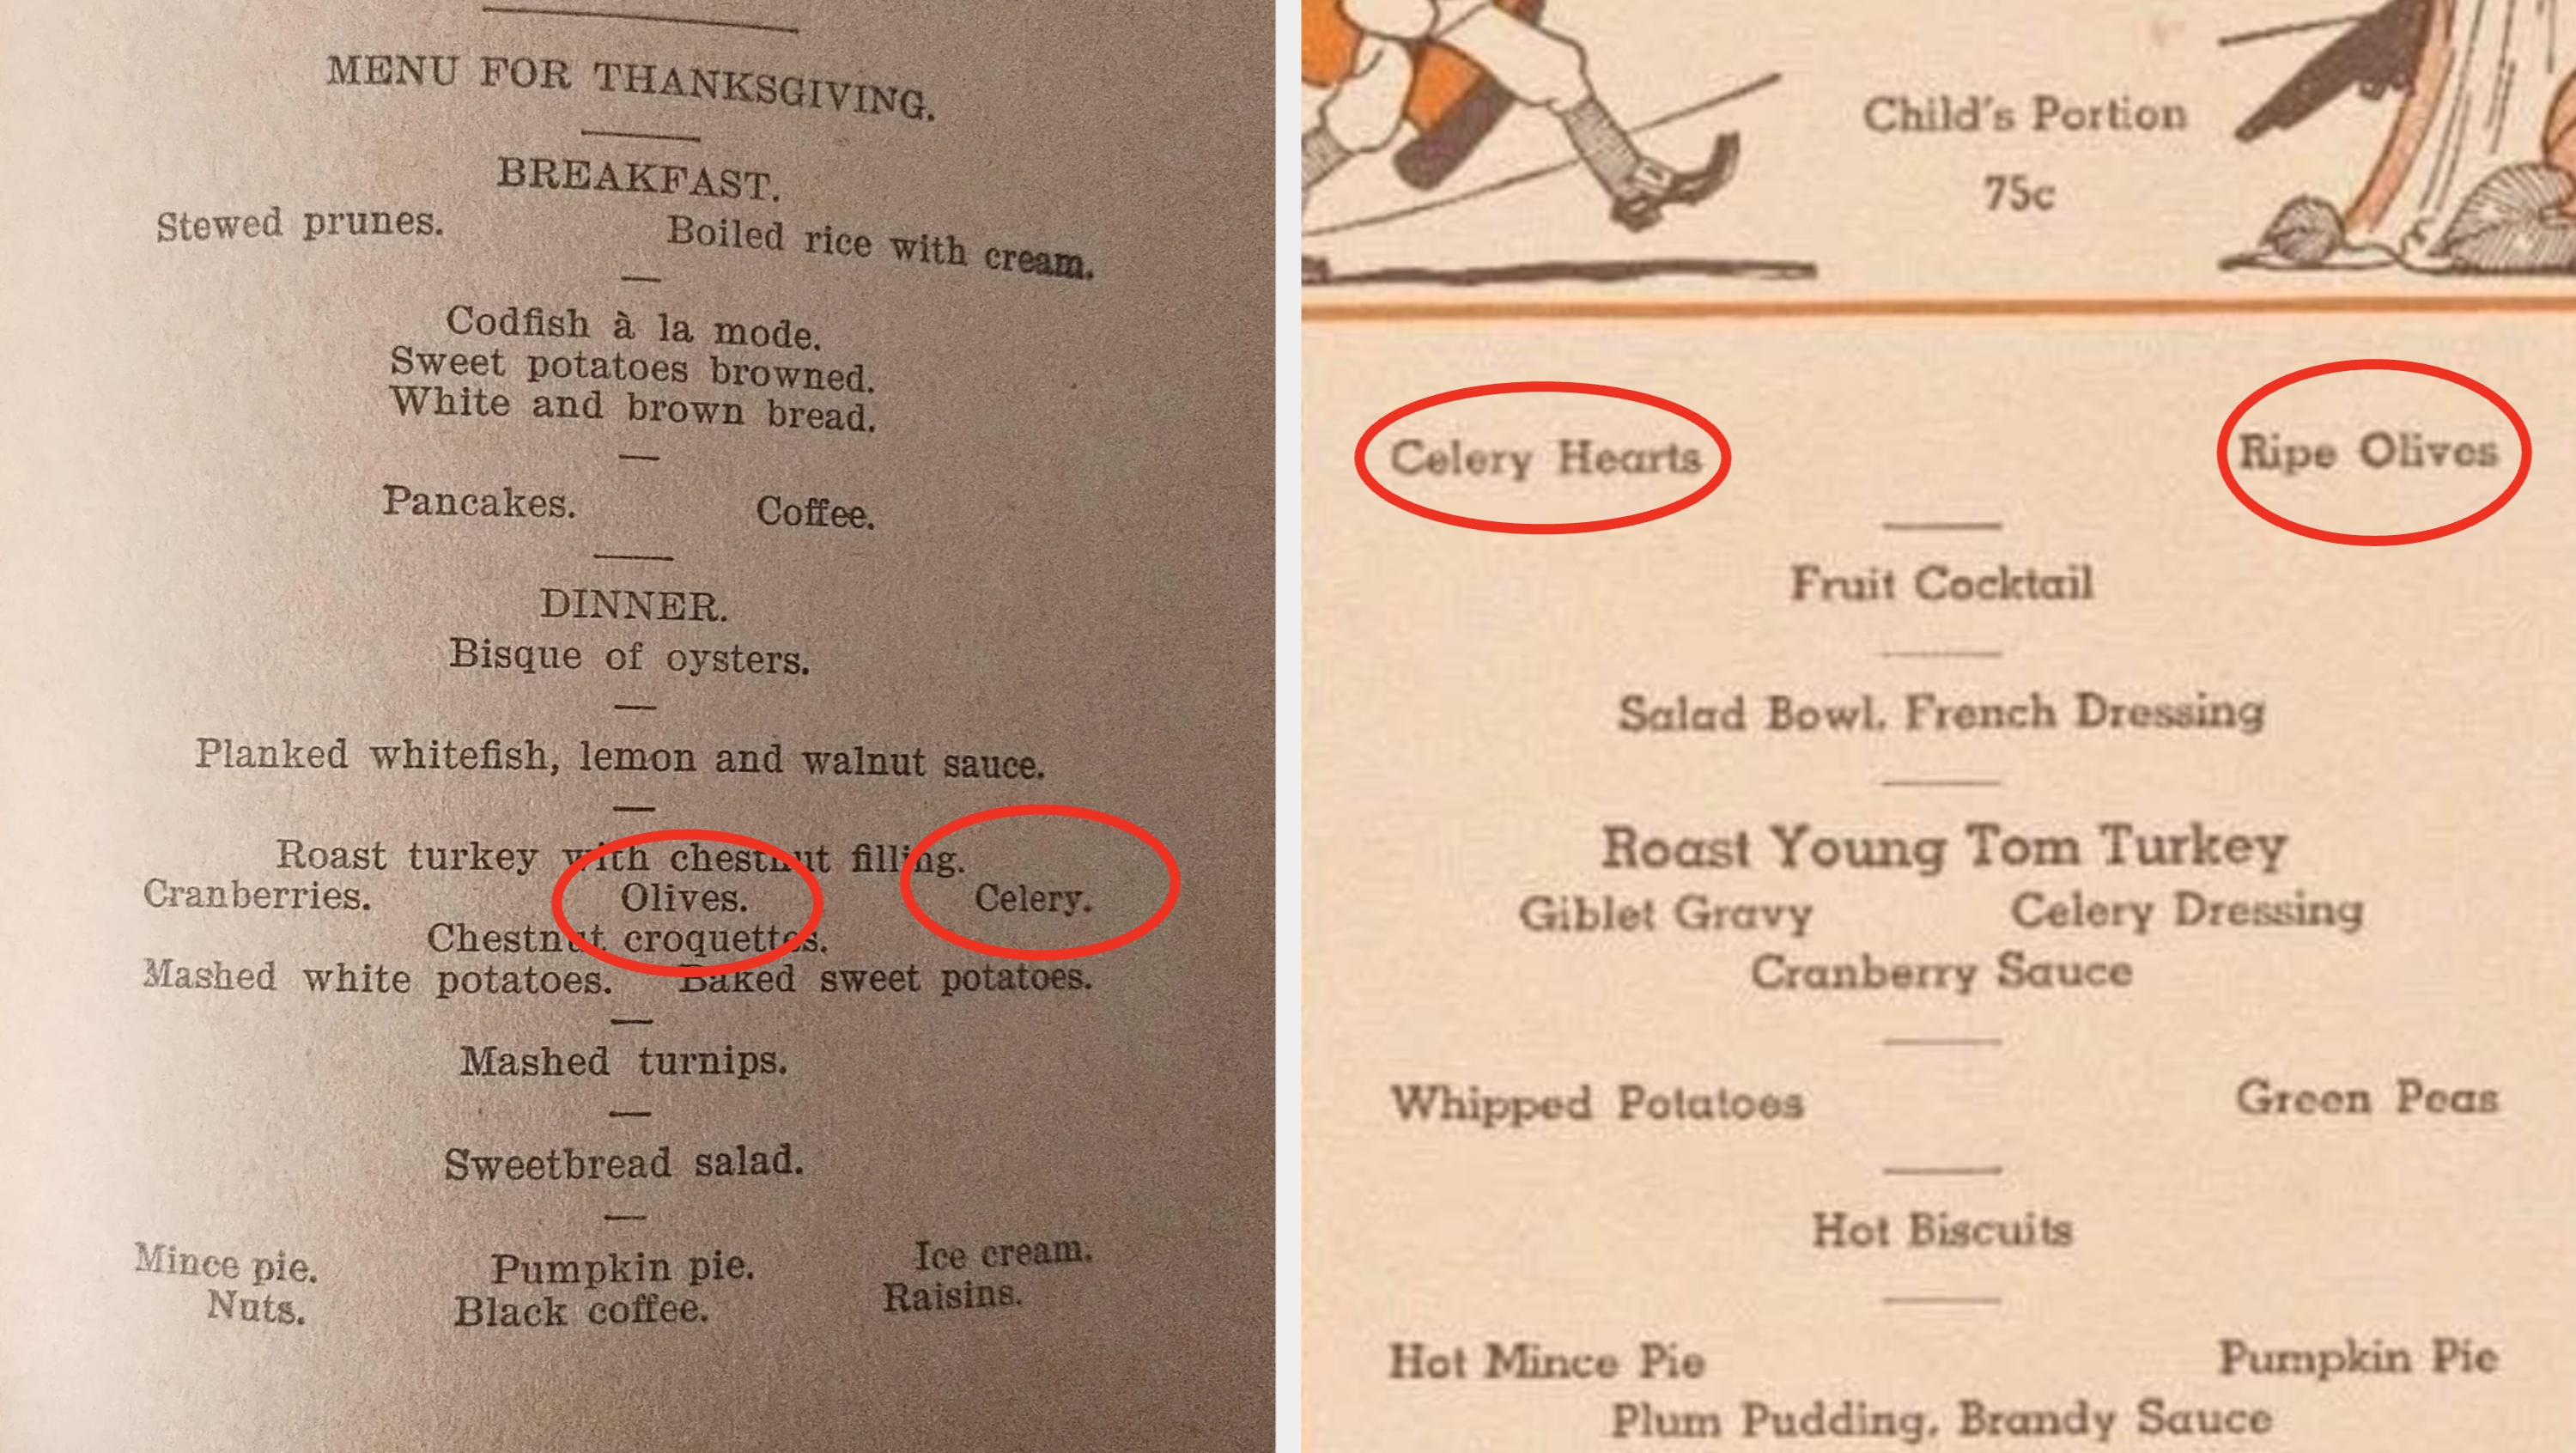 MENU FOR THANKSGIVING.
BREAKFAST.
Stewed prunes. Boiled rice with cream.
Codfish à la mode.
Sweet potatoes browned.
White and brown bread.
Pancakes. Coffee.
DINNER.
Bisque of oysters.
Planked whitefish, lemon and walnut sauce.
Roast turkey with chestnut filling.
Cranberries. Olives. Celery.
Chestnut croquettes.
Mashed white potatoes. Baked sweet potatoes.
Mashed turnips.
Sweetbread salad.
Mince pie. Pumpkin pie. Ice cream.
Nuts. Black coffee. Raisins.
Child's Portion
75c
Celery Hearts Ripe Olives
Fruit Cocktail
Salad Bowl, French Dressing
Roast Young Tom Turkey
Giblet Gravy Celery Dressing
Cranberry Sauce
Whipped Potatoes Green Peas
Hot Biscuits
Hot Mince Pie Pumpkin Pie
Plum Pudding, Brandy Sauce